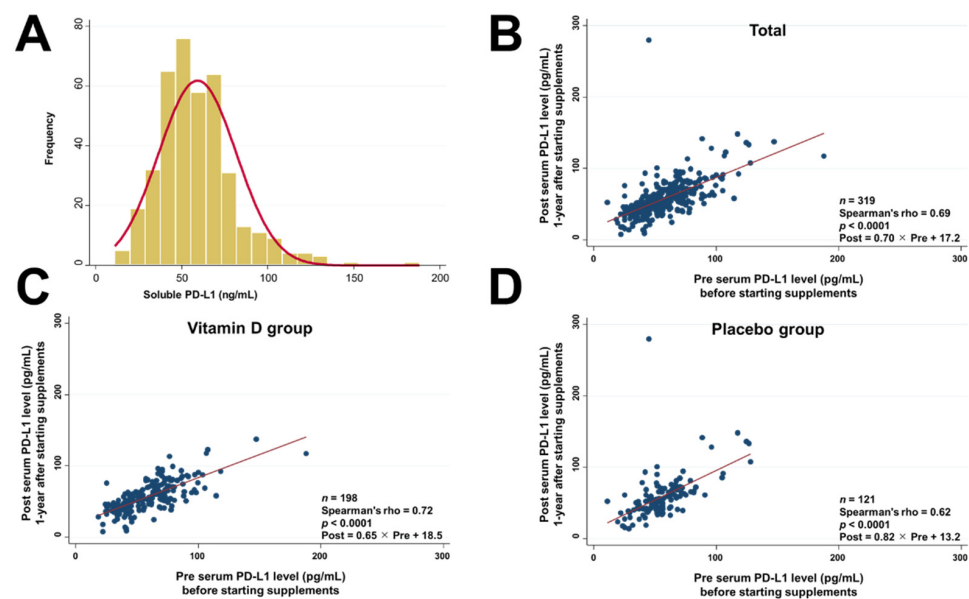 A
80
60
40
20
0
Frequency
0 50 100 150 200
Soluble PD-L1 (ng/mL)
B
Total
Post serum PD-L1 level (pg/mL)
1-year after starting supplements
300
200
100
0
n = 319
Spearman's rho = 0.69
p < 0.0001
Post = 0.70 × Pre + 17.2
0 100 200 300
Pre serum PD-L1 level (pg/mL)
before starting supplements
C
Vitamin D group
Post serum PD-L1 level (pg/mL)
1-year after starting supplements
300
200
100
0
n = 198
Spearman's rho = 0.72
p < 0.0001
Post = 0.65 × Pre + 18.5
0 100 200 300
Pre serum PD-L1 level (pg/mL)
before starting supplements
D
Placebo group
Post serum PD-L1 level (pg/mL)
1-year after starting supplements
300
200
100
0
n = 121
Spearman's rho = 0.62
p < 0.0001
Post = 0.82 × Pre + 13.2
0 100 200 300
Pre serum PD-L1 level (pg/mL)
before starting supplements